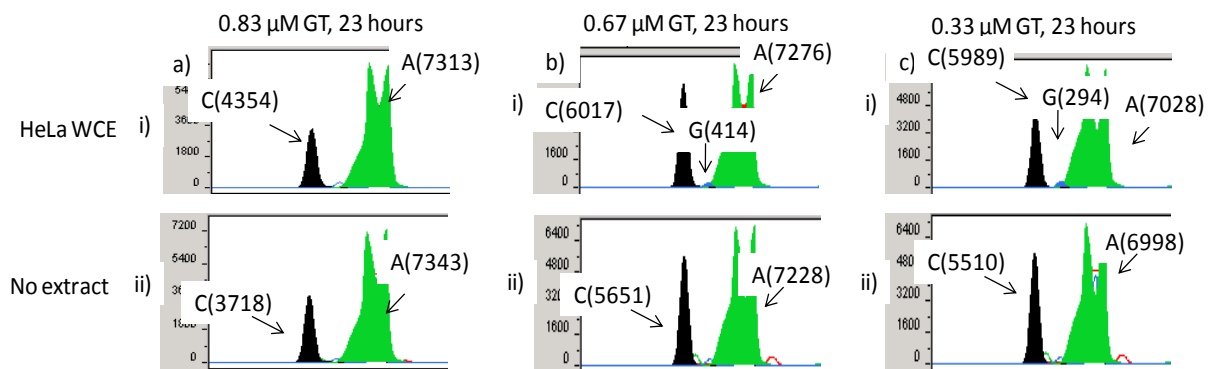 0.83 µM GT, 23 hours
0.67 µM GT, 23 hours
0.33 µM GT, 23 hours
HeLa WCE
i)
a)
C(4354)
A(7313)
3600
1800
0
i)
b)
C(6017)
G(414)
A(7276)
1600
0
i)
c)
C(5989)
G(294)
A(7028)
4800
3200
1600
0
No extract
ii)
C(3718)
A(7343)
7200
5400
0
ii)
C(5651)
A(7228)
6400
1600
0
ii)
C(5510)
A(6998)
6400
4800
3200
1600
0